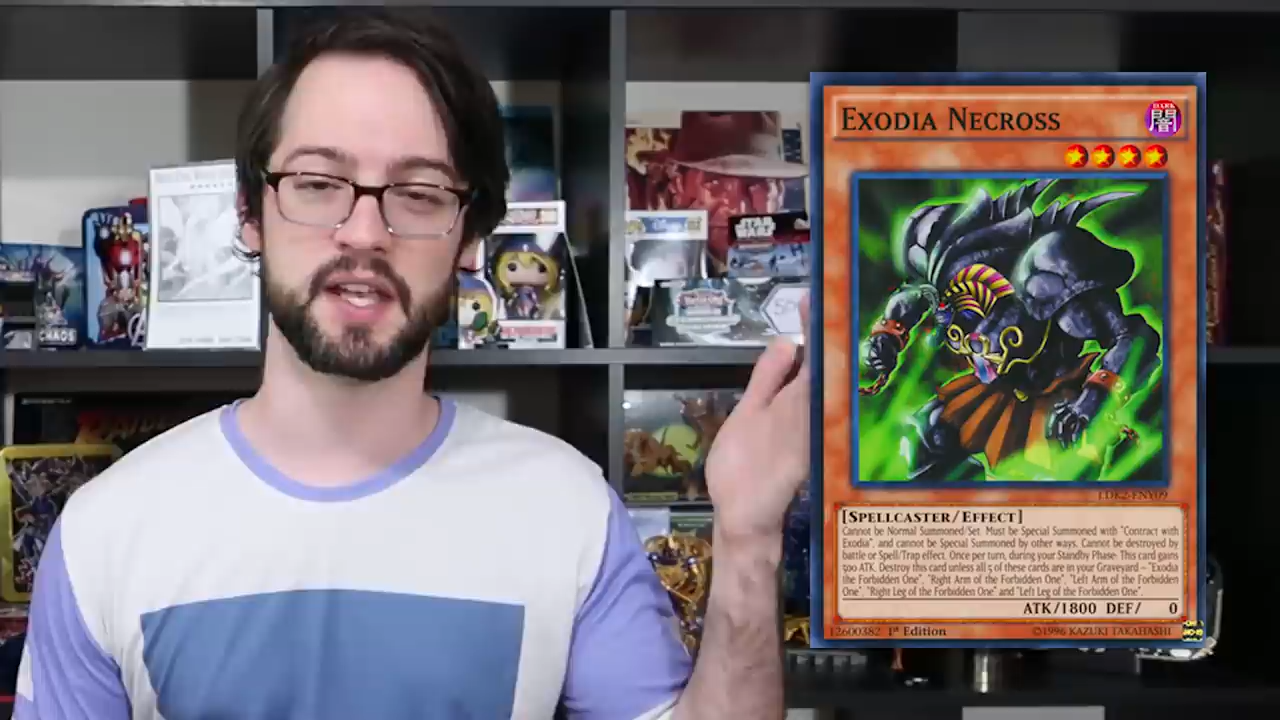 EXODIA NECROSS
DARK
闇
LDK2-ENY09
[SPELLCASTER/EFFECT]
Cannot be Normal Summoned/Set. Must be Special Summoned with "Contract with
Exodia", and cannot be Special Summoned by other ways. Cannot be destroyed by
battle or Spell/Trap effect. Once per turn, during your Standby Phase: This card gains
500 ATK. Destroy this card unless all 5 of these cards are in your Graveyard – "Exodia
the Forbidden One", "Right Arm of the Forbidden One", "Left Arm of the Forbidden
One", "Right Leg of the Forbidden One" and "Left Leg of the Forbidden One".
ATK/1800 DEF/ 0
12600382 1st Edition ©1996 KAZUKI TAKAHASHI
STAR
WARS
Disney
CHAOS